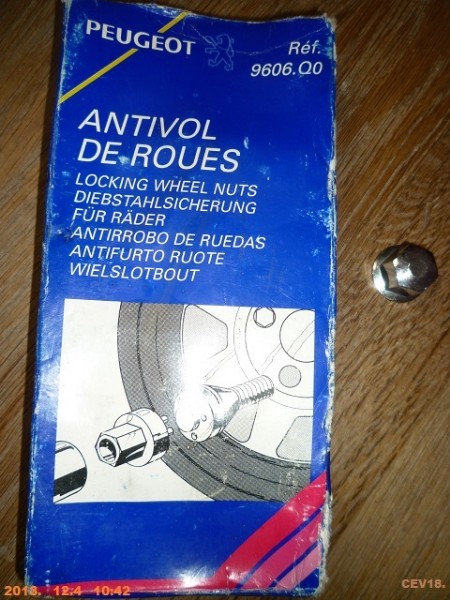 PEUGEOT
Réf.
9606.Q0
ANTIVOL
DE ROUES
LOCKING WHEEL NUTS
DIEBSTAHLSICHERUNG
FÜR RÄDER
ANTIRROBO DE RUEDAS
ANTIFURTO RUOTE
WIELSLOTBOUT
2013. 12.4 10:42
CEV18.